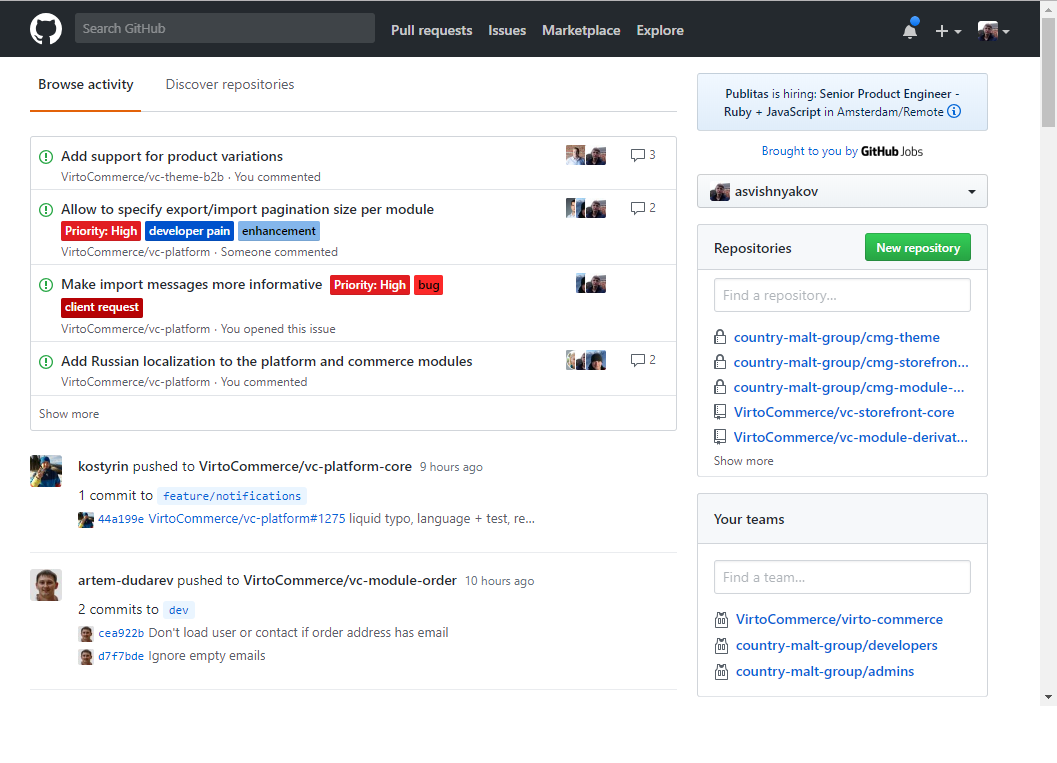 Search GitHub
Pull requests Issues Marketplace Explore
Browse activity Discover repositories
Add support for product variations 3
VirtoCommerce/vc-theme-b2b · You commented
Allow to specify export/import pagination size per module 2
Priority: High developer pain enhancement
VirtoCommerce/vc-platform · Someone commented
Make import messages more informative Priority: High bug
client request
VirtoCommerce/vc-platform · You opened this issue
Add Russian localization to the platform and commerce modules 2
VirtoCommerce/vc-platform · You commented
Show more
kostyrin pushed to VirtoCommerce/vc-platform-core 9 hours ago
1 commit to feature/notifications
44a199e VirtoCommerce/vc-platform#1275 liquid typo, language + test, re...
artem-dudarev pushed to VirtoCommerce/vc-module-order 10 hours ago
2 commits to dev
cea922b Don't load user or contact if order address has email
d7f7bde Ignore empty emails
Publitas is hiring: Senior Product Engineer -
Ruby + JavaScript in Amsterdam/Remote
Brought to you by GitHub Jobs
asvishnyakov
Repositories New repository
Find a repository...
country-malt-group/cmg-theme
country-malt-group/cmg-storefron...
country-malt-group/cmg-module-...
VirtoCommerce/vc-storefront-core
VirtoCommerce/vc-module-derivat...
Show more
Your teams
Find a team...
VirtoCommerce/virto-commerce
country-malt-group/developers
country-malt-group/admins